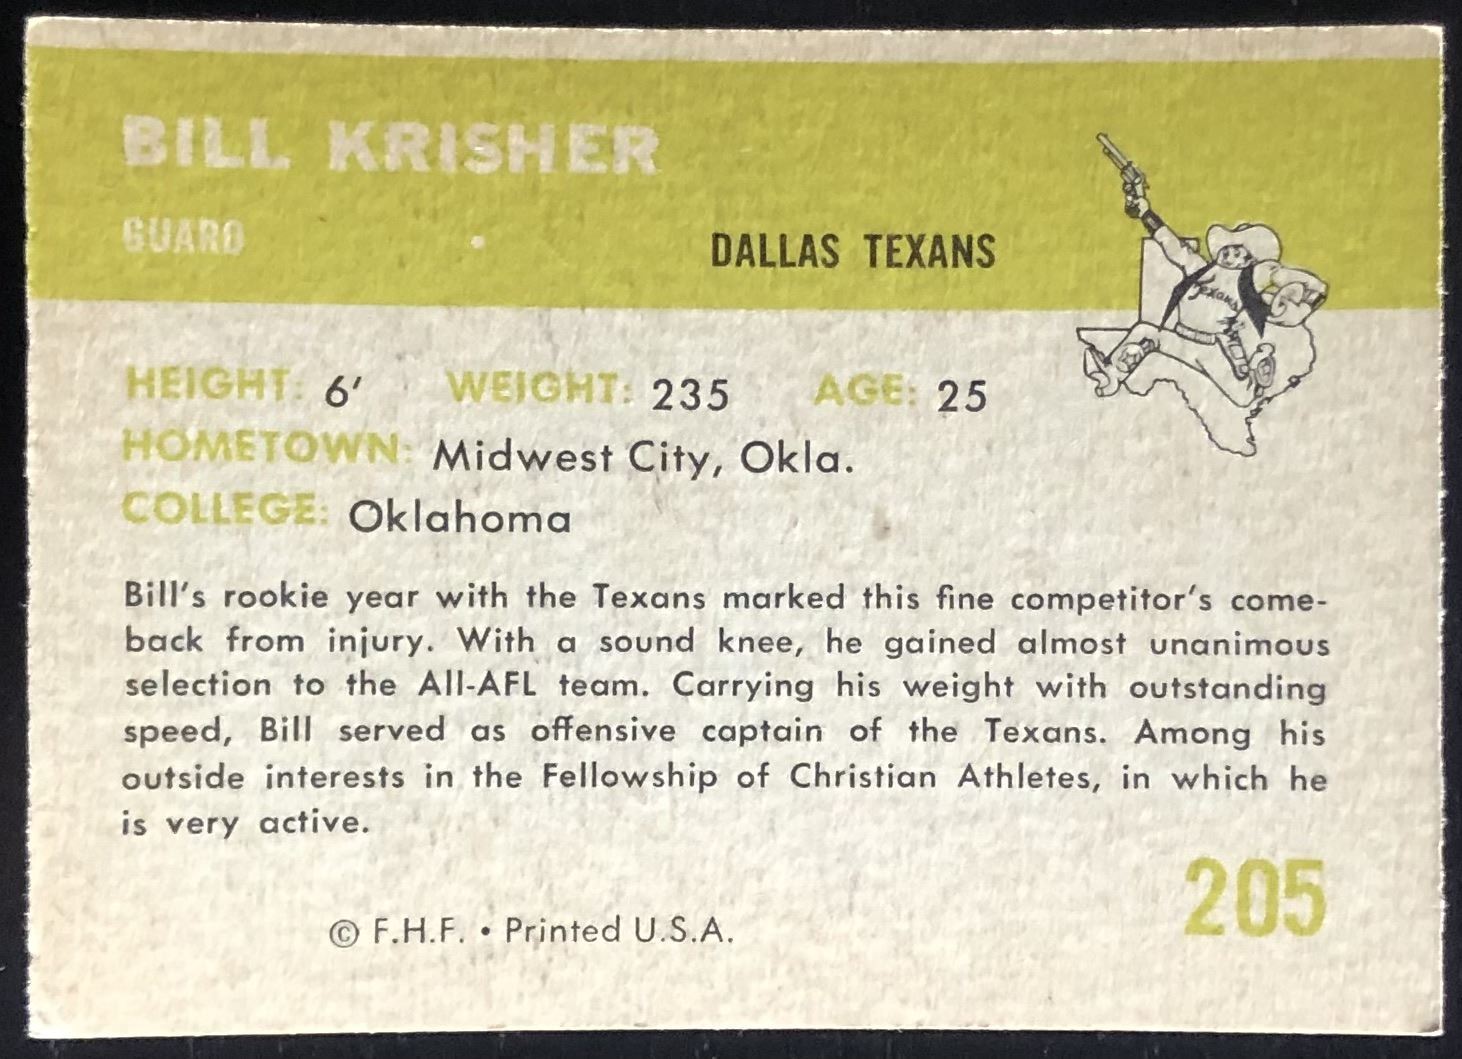 BILL KRISHER
GUARD
DALLAS TEXANS
Texans
HEIGHT: 6' WEIGHT: 235 AGE: 25
HOMETOWN: Midwest City, Okla.
COLLEGE: Oklahoma
Bill's rookie year with the Texans marked this fine competitor's come-
back from injury. With a sound knee, he gained almost unanimous
selection to the All-AFL team. Carrying his weight with outstanding
speed, Bill served as offensive captain of the Texans. Among his
outside interests in the Fellowship of Christian Athletes, in which he
is very active.
205
© F.H.F. • Printed U.S.A.